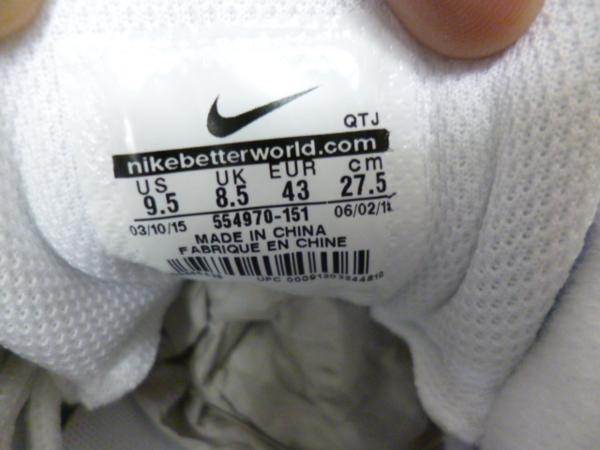 QTJ
nikebetterworld.com
US UK EUR cm
9.5 8.5 43 27.5
03/10/15 554970-151
MADE IN CHINA
FABRIQUE EN CHINE
UPC